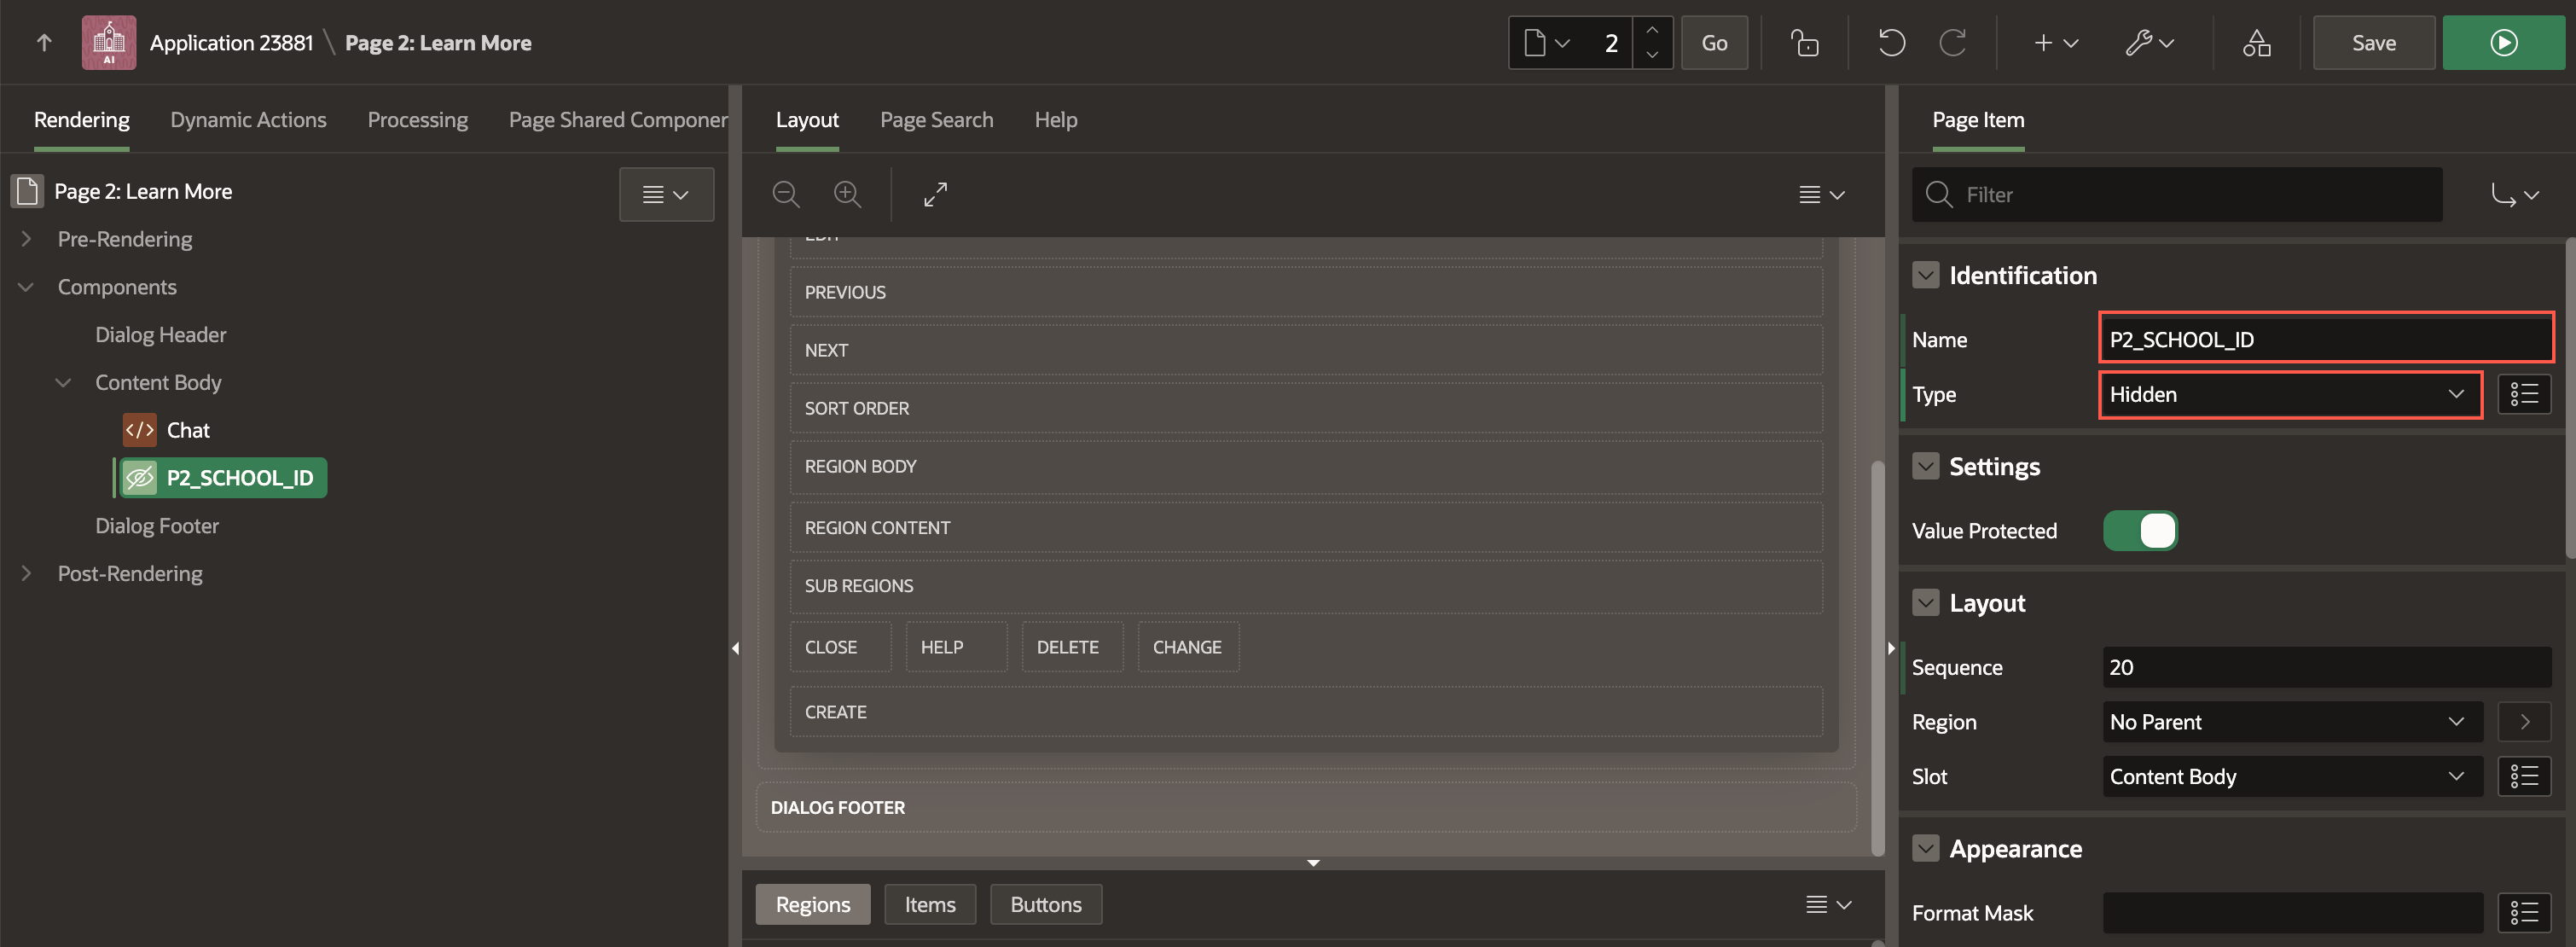 AI
Application 23881 \ Page 2: Learn More
2
Go
Save
Rendering
Dynamic Actions
Processing
Page Shared Componen
Page 2: Learn More
Pre-Rendering
Components
Dialog Header
Content Body
</> Chat
P2_SCHOOL_ID
Dialog Footer
Post-Rendering
Layout
Page Search
Help
EDIT
PREVIOUS
NEXT
SORT ORDER
REGION BODY
REGION CONTENT
SUB REGIONS
CLOSE
HELP
DELETE
CHANGE
CREATE
DIALOG FOOTER
Regions
Items
Buttons
Page Item
Filter
Identification
Name P2_SCHOOL_ID
Type Hidden
Settings
Value Protected
Layout
Sequence 20
Region No Parent
Slot Content Body
Appearance
Format Mask